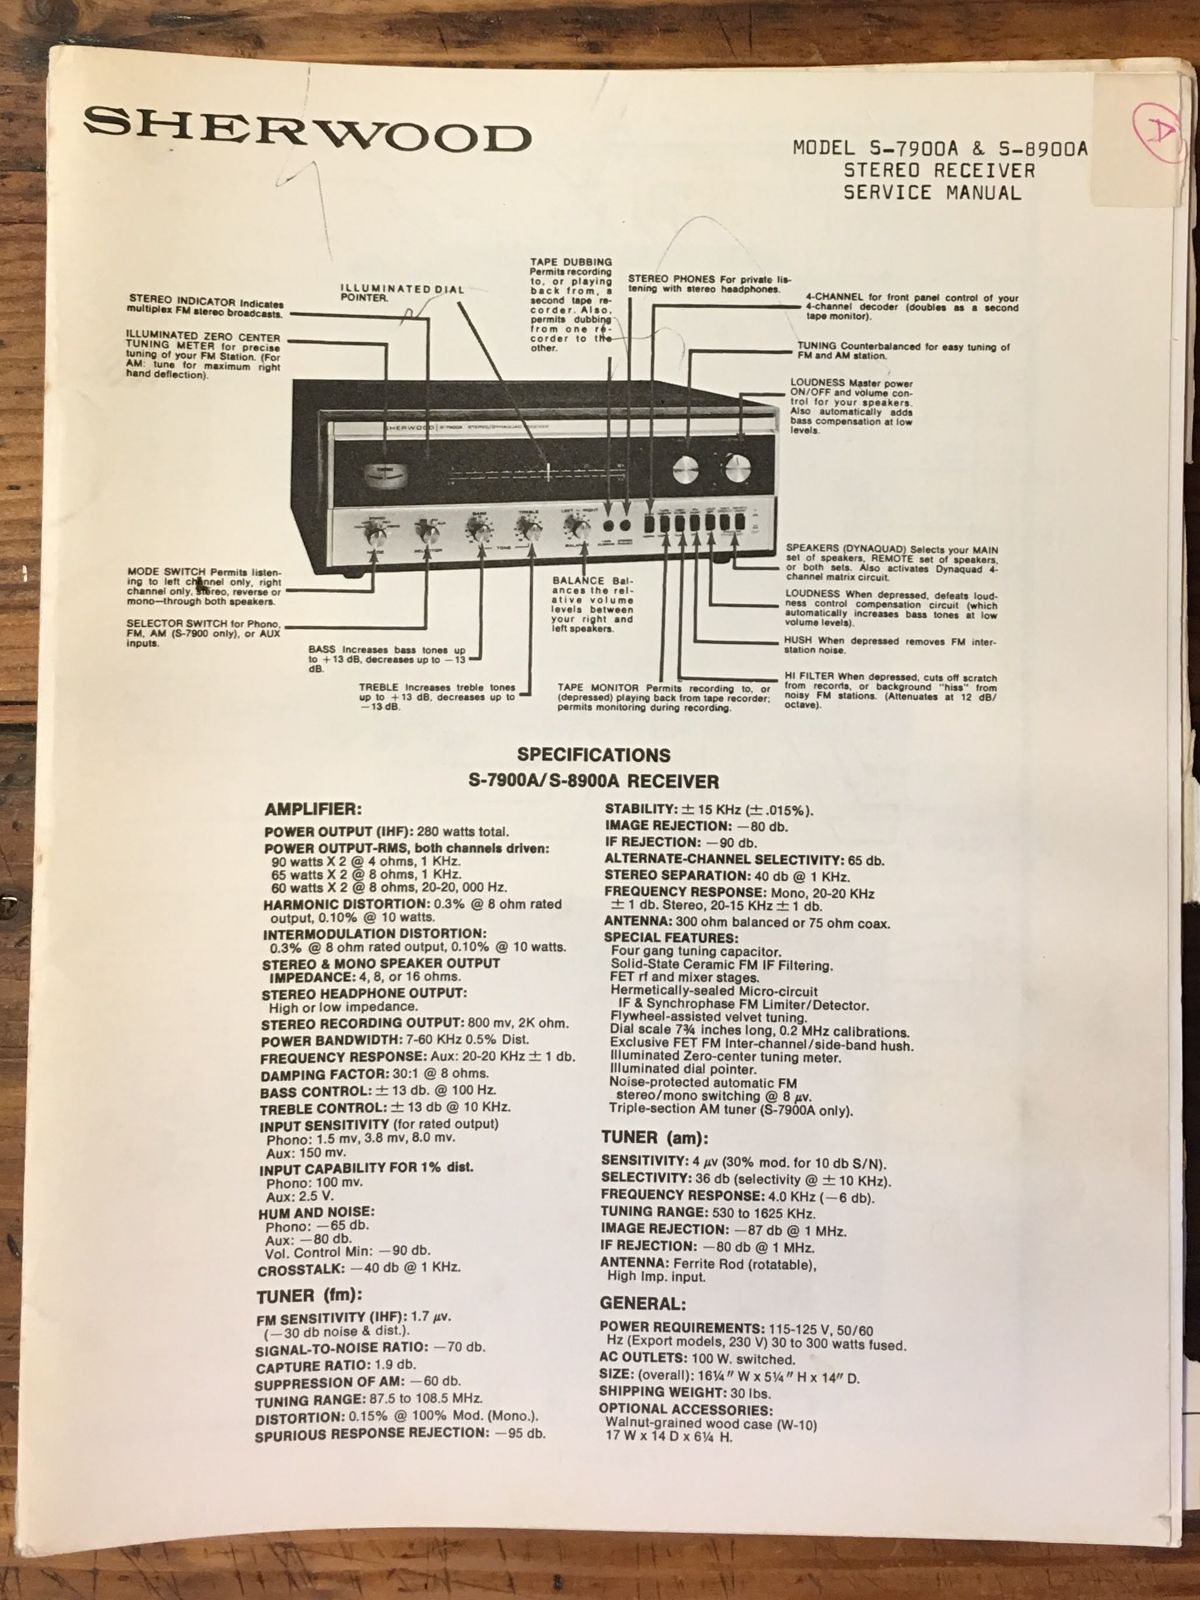 SHERWOOD
MODEL S-7900A & S-8900A
STEREO RECEIVER
SERVICE MANUAL
A
STEREO INDICATOR Indicates
multiplex FM stereo broadcasts.
ILLUMINATED ZERO CENTER
TUNING METER for precise
tuning of your FM Station. (For
AM: tune for maximum right
hand deflection).
ILLUMINATED DIAL
POINTER.
TAPE DUBBING
Permits recording
to, or playing
back from, a
second tape re-
corder. Also,
permits dubbing
from one re-
corder to the
other.
STEREO PHONES For private lis-
tening with stereo headphones.
4-CHANNEL for front panel control of your
4-channel decoder (doubles as a second
tape monitor).
TUNING Counterbalanced for easy tuning of
FM and AM station.
LOUDNESS Master power
ON/OFF and volume con-
trol for your speakers.
Also automatically adds
bass compensation at low
levels.
SHERWOOD
BASS
TREBLE
LEFT RIGHT
MODE
SELECTOR
TONE
BALANCE
MODE SWITCH Permits listen-
ing to left channel only, right
channel only, stereo, reverse or
mono—through both speakers.
SELECTOR SWITCH for Phono,
FM, AM (S-7900 only), or AUX
inputs.
BASS Increases bass tones up
to + 13 dB, decreases up to — 13
dB.
TREBLE Increases treble tones
up to + 13 dB, decreases up to
— 13 dB.
BALANCE Bal-
ances the rel-
ative volume
levels between
your right and
left speakers.
TAPE MONITOR Permits recording to, or
(depressed) playing back from tape recorder;
permits monitoring during recording.
SPEAKERS (DYNAQUAD) Selects your MAIN
set of speakers, REMOTE set of speakers,
or both sets. Also activates Dynaquad 4-
channel matrix circuit.
LOUDNESS When depressed, defeats loud-
ness control compensation circuit (which
automatically increases bass tones at low
volume levels).
HUSH When depressed removes FM inter-
station noise.
HI FILTER When depressed, cuts off scratch
from records, or background "hiss" from
noisy FM stations. (Attenuates at 12 dB/
octave).
SPECIFICATIONS
S-7900A/S-8900A RECEIVER
AMPLIFIER:
POWER OUTPUT (IHF): 280 watts total.
POWER OUTPUT-RMS, both channels driven:
90 watts X 2 @ 4 ohms, 1 KHz.
65 watts X 2 @ 8 ohms, 1 KHz.
60 watts X 2 @ 8 ohms, 20-20, 000 Hz.
HARMONIC DISTORTION: 0.3% @ 8 ohm rated
output, 0.10% @ 10 watts.
INTERMODULATION DISTORTION:
0.3% @ 8 ohm rated output, 0.10% @ 10 watts.
STEREO & MONO SPEAKER OUTPUT
IMPEDANCE: 4, 8, or 16 ohms.
STEREO HEADPHONE OUTPUT:
High or low impedance.
STEREO RECORDING OUTPUT: 800 mv, 2K ohm.
POWER BANDWIDTH: 7-60 KHz 0.5% Dist.
FREQUENCY RESPONSE: Aux: 20-20 KHz ± 1 db.
DAMPING FACTOR: 30:1 @ 8 ohms.
BASS CONTROL: ± 13 db. @ 100 Hz.
TREBLE CONTROL: ± 13 db @ 10 KHz.
INPUT SENSITIVITY (for rated output)
Phono: 1.5 mv, 3.8 mv, 8.0 mv.
Aux: 150 mv.
INPUT CAPABILITY FOR 1% dist.
Phono: 100 mv.
Aux: 2.5 V.
HUM AND NOISE:
Phono: —65 db.
Aux: —80 db.
Vol. Control Min: —90 db.
CROSSTALK: —40 db @ 1 KHz.
TUNER (fm):
FM SENSITIVITY (IHF): 1.7 μv.
(—30 db noise & dist.).
SIGNAL-TO-NOISE RATIO: —70 db.
CAPTURE RATIO: 1.9 db.
SUPPRESSION OF AM: —60 db.
TUNING RANGE: 87.5 to 108.5 MHz.
DISTORTION: 0.15% @ 100% Mod. (Mono.).
SPURIOUS RESPONSE REJECTION: —95 db.
STABILITY: ± 15 KHz (± .015%).
IMAGE REJECTION: —80 db.
IF REJECTION: —90 db.
ALTERNATE-CHANNEL SELECTIVITY: 65 db.
STEREO SEPARATION: 40 db @ 1 KHz.
FREQUENCY RESPONSE: Mono, 20-20 KHz
± 1 db. Stereo, 20-15 KHz ± 1 db.
ANTENNA: 300 ohm balanced or 75 ohm coax.
SPECIAL FEATURES:
Four gang tuning capacitor.
Solid-State Ceramic FM IF Filtering.
FET rf and mixer stages.
Hermetically-sealed Micro-circuit
IF & Synchrophase FM Limiter/Detector.
Flywheel-assisted velvet tuning.
Dial scale 7¾ inches long, 0.2 MHz calibrations.
Exclusive FET FM Inter-channel/side-band hush.
Illuminated Zero-center tuning meter.
Illuminated dial pointer.
Noise-protected automatic FM
stereo/mono switching @ 8 μv.
Triple-section AM tuner (S-7900A only).
TUNER (am):
SENSITIVITY: 4 μv (30% mod. for 10 db S/N).
SELECTIVITY: 36 db (selectivity @ ± 10 KHz).
FREQUENCY RESPONSE: 4.0 KHz (—6 db).
TUNING RANGE: 530 to 1625 KHz.
IMAGE REJECTION: —87 db @ 1 MHz.
IF REJECTION: —80 db @ 1 MHz.
ANTENNA: Ferrite Rod (rotatable),
High Imp. input.
GENERAL:
POWER REQUIREMENTS: 115-125 V, 50/60
Hz (Export models, 230 V) 30 to 300 watts fused.
AC OUTLETS: 100 W. switched.
SIZE: (overall): 16¼" W x 5¼" H x 14" D.
SHIPPING WEIGHT: 30 lbs.
OPTIONAL ACCESSORIES:
Walnut-grained wood case (W-10)
17 W x 14 D x 6¼ H.